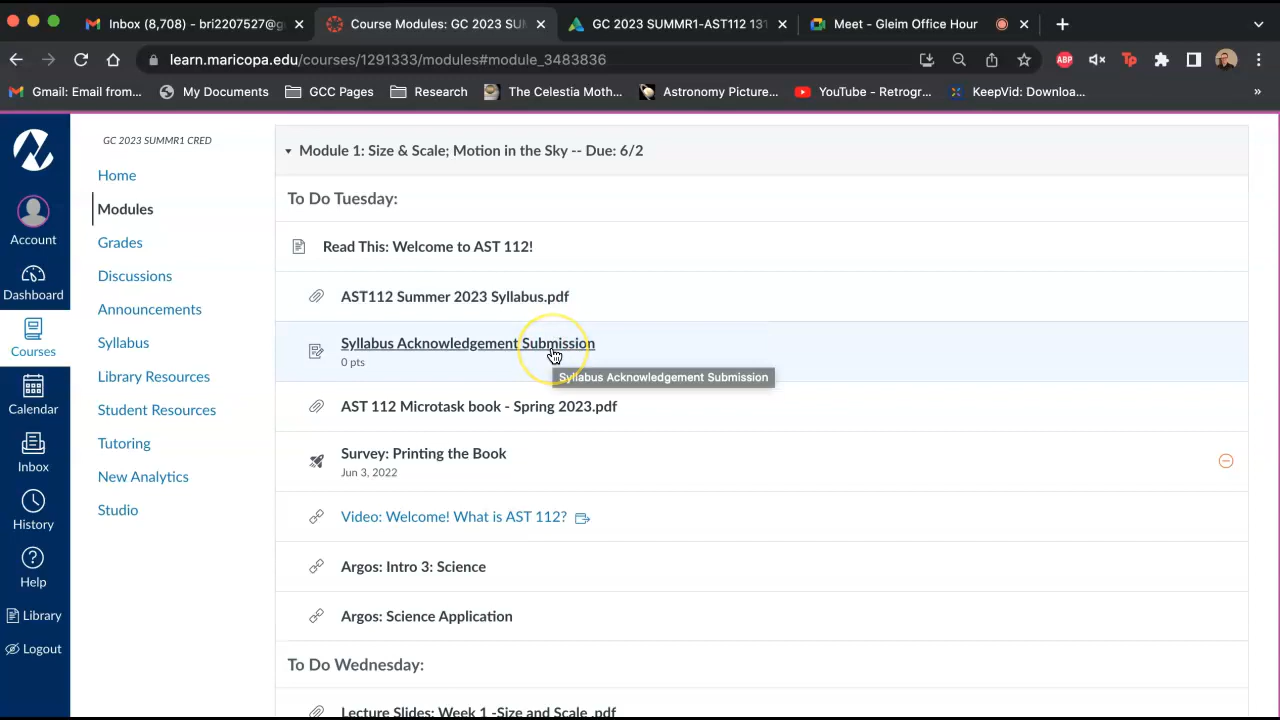 Inbox (8,708) - bri2207527@g
Course Modules: GC 2023 SUM
GC 2023 SUMMR1-AST112 131
Meet - Gleim Office Hour
learn.maricopa.edu/courses/1291333/modules#module_3483836
ABP
Tp
Gmail: Email from...
My Documents
GCC Pages
Research
The Celestia Moth...
Astronomy Picture...
YouTube - Retrogr...
KeepVid: Downloa...
»
GC 2023 SUMMR1 CRED
Home
Modules
Grades
Discussions
Announcements
Syllabus
Library Resources
Student Resources
Tutoring
New Analytics
Studio
Account
Dashboard
Courses
Calendar
Inbox
History
Help
Library
Logout
Module 1: Size & Scale; Motion in the Sky -- Due: 6/2
To Do Tuesday:
Read This: Welcome to AST 112!
AST112 Summer 2023 Syllabus.pdf
Syllabus Acknowledgement Submission
0 pts
Syllabus Acknowledgement Submission
AST 112 Microtask book - Spring 2023.pdf
Survey: Printing the Book
Jun 3, 2022
Video: Welcome! What is AST 112?
Argos: Intro 3: Science
Argos: Science Application
To Do Wednesday:
Lecture Slides: Week 1 -Size and Scale .pdf